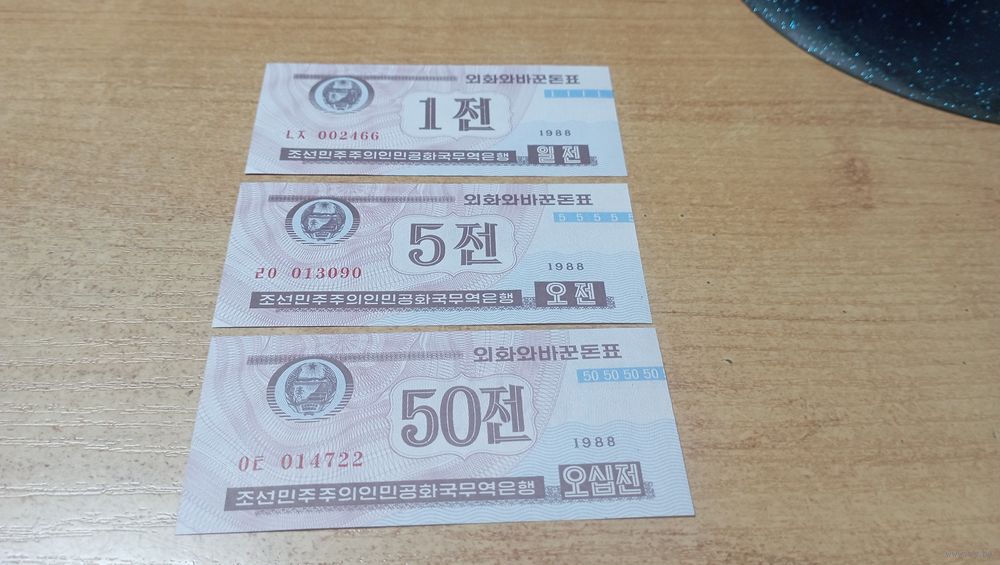 외화와바꾼돈표
1전
ㄴㅈ 002466
1988
1 1 1 1
조선민주주의인민공화국무역은행
일전
외화와바꾼돈표
5 5 5 5 5
5전
ㄹㅇ 013090
1988
조선민주주의인민공화국무역은행
오전
외화와바꾼돈표
50 50 50 50
50전
ㅇㄷ 014722
1988
조선민주주의인민공화국무역은행
오십전